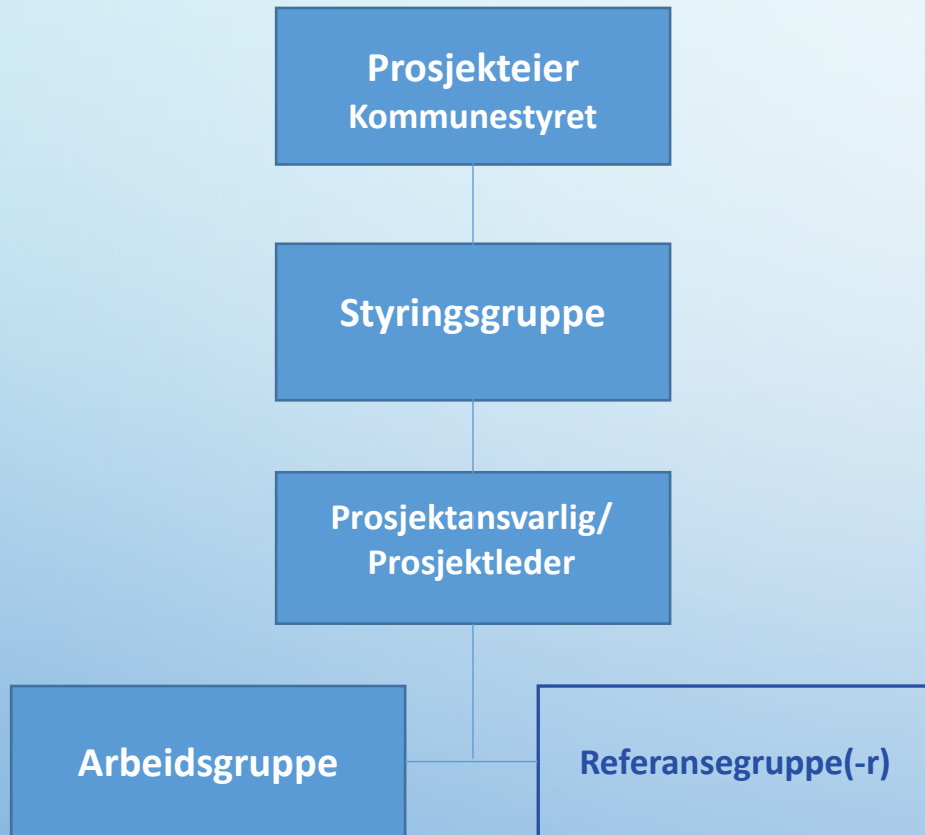 Prosjekteier
Kommunestyret
Styringsgruppe
Prosjektansvarlig/
Prosjektleder
Arbeidsgruppe
Referansegruppe(-r)